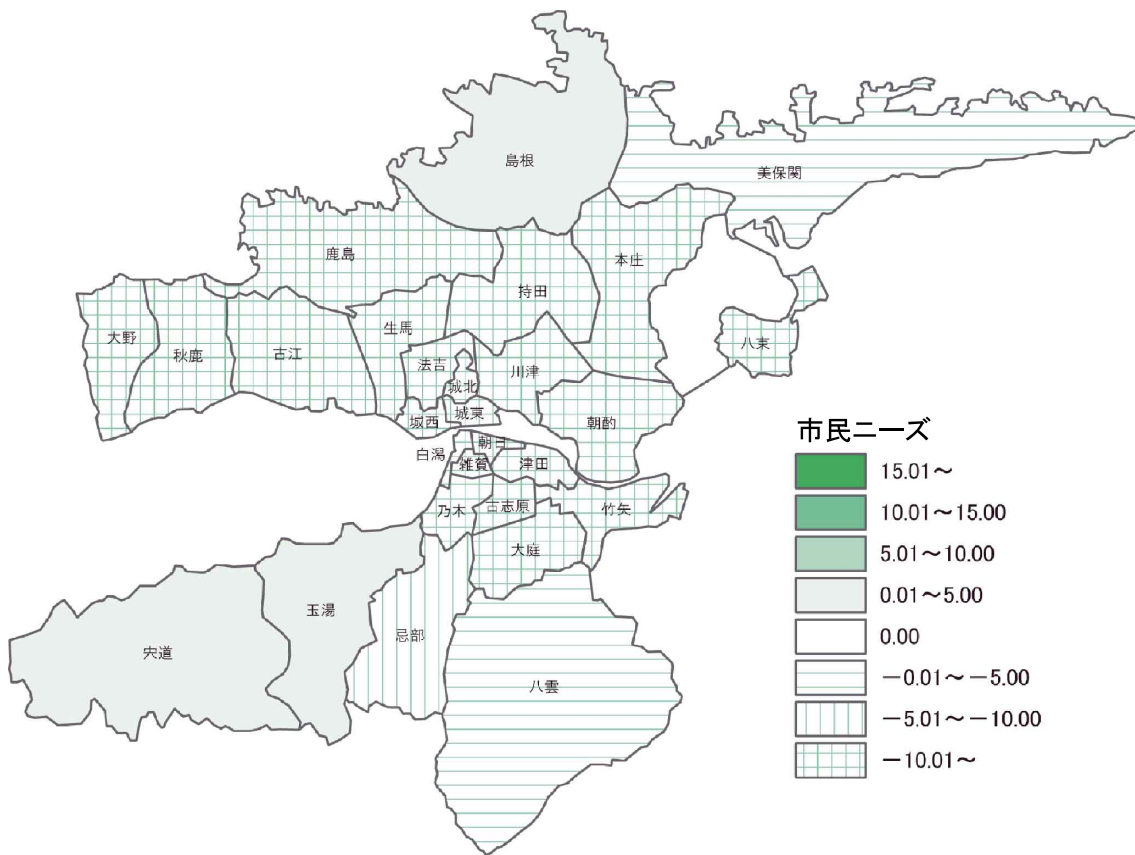 島根
美保関
鹿島
本庄
持田
大野
秋鹿
古江
生馬
八束
法吉
川津
城北
城西
城東
朝酌
白潟
朝日
雑賀
津田
乃木
古志原
竹矢
大庭
玉湯
忌部
宍道
八雲
市民ニーズ
15.01～
10.01～15.00
5.01～10.00
0.01～5.00
0.00
－0.01～－5.00
－5.01～－10.00
－10.01～